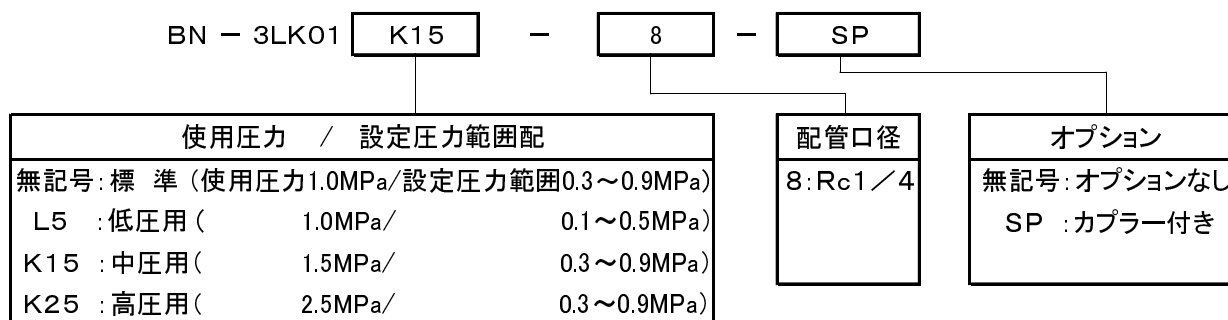 BN － 3LK01 K15 － 8 － SP
使用圧力 / 設定圧力範囲配
無記号:標 準 (使用圧力1.0MPa/設定圧力範囲0.3～0.9MPa)
L5 :低圧用( 1.0MPa/ 0.1～0.5MPa)
K15 :中圧用( 1.5MPa/ 0.3～0.9MPa)
K25 :高圧用( 2.5MPa/ 0.3～0.9MPa)
配管口径
8:Rc1／4
オプション
無記号:オプションなし
SP :カプラー付き